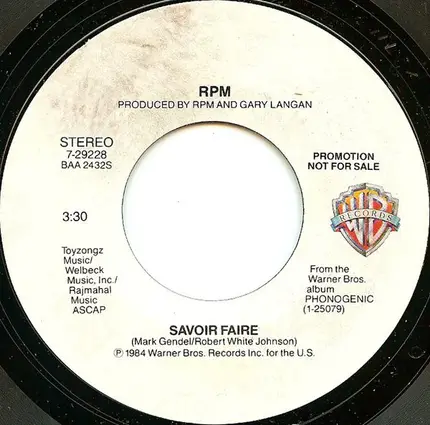 RPM
PRODUCED BY RPM AND GARY LANGAN
STEREO
7-29228
BAA 2432S
PROMOTION
NOT FOR SALE
3:30
WB
RECORDS
Toyzongz
Music/
Welbeck
Music, Inc./
Rajmahal
Music
ASCAP
From the
Warner Bros.
album
PHONOGENIC
(1-25079)
SAVOIR FAIRE
(Mark Gendel/Robert White Johnson)
Ⓟ 1984 Warner Bros. Records Inc. for the U.S.